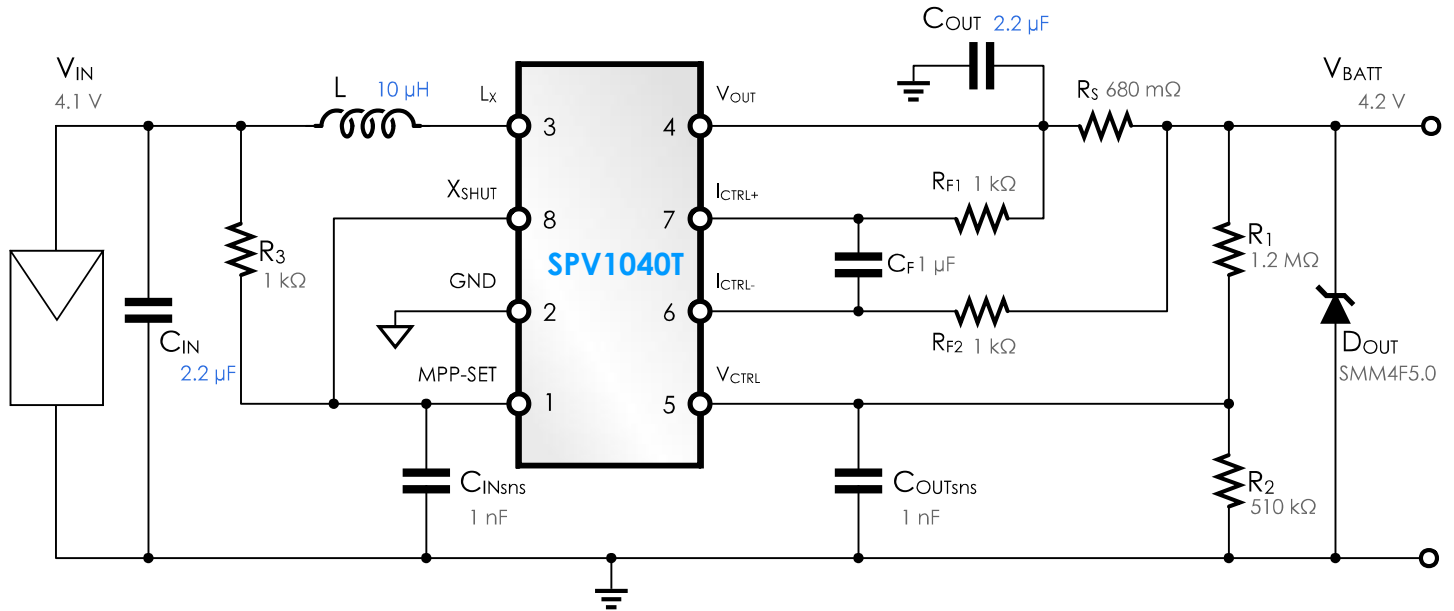 COUT 2.2 µF
VIN
4.1 V
L 10 µH
LX
VOUT
RS 680 mΩ
VBATT
4.2 V
3
4
XSHUT
ICTRL+
RF1 1 kΩ
8
7
R3
1 kΩ
SPV1040T
CF 1 µF
R1
1.2 MΩ
GND
ICTRL-
2
6
RF2 1 kΩ
CIN
2.2 µF
DOUT
SMM4F5.0
MPP-SET
VCTRL
1
5
CINsns
1 nF
COUTsns
1 nF
R2
510 kΩ